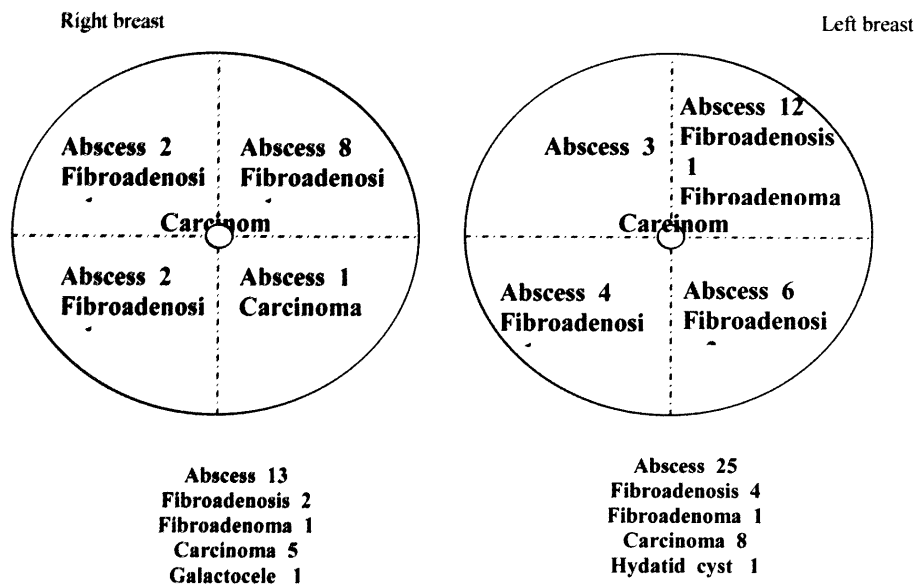 Right breast
Left breast
Abscess 2
Fibroadenosi
Abscess 8
Fibroadenosi
Carcinom
Abscess 2
Fibroadenosi
Abscess 1
Carcinoma
Abscess 3
Abscess 12
Fibroadenosis
1
Fibroadenoma
Carcinom
Abscess 4
Fibroadenosi
Abscess 6
Fibroadenosi
Abscess 13
Fibroadenosis 2
Fibroadenoma 1
Carcinoma 5
Galactocele 1
Abscess 25
Fibroadenosis 4
Fibroadenoma 1
Carcinoma 8
Hydatid cyst 1